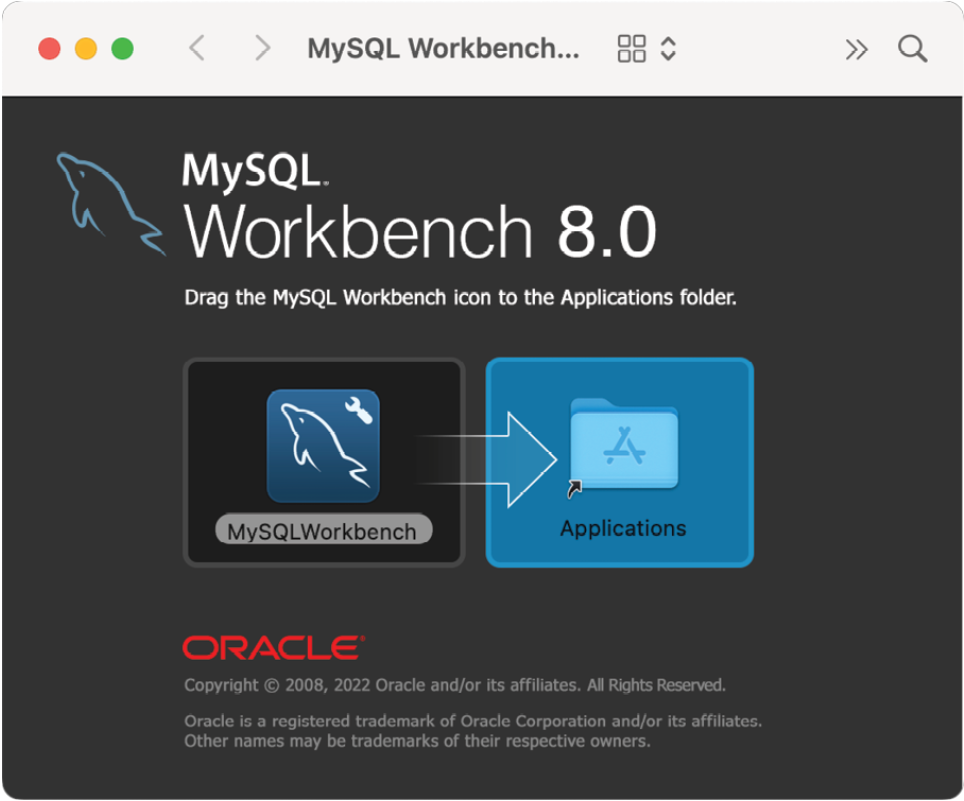 MySQL Workbench...
MySQL®
Workbench 8.0
Drag the MySQL Workbench icon to the Applications folder.
MySQLWorkbench
Applications
ORACLE®
Copyright © 2008, 2022 Oracle and/or its affiliates. All Rights Reserved.
Oracle is a registered trademark of Oracle Corporation and/or its affiliates.
Other names may be trademarks of their respective owners.